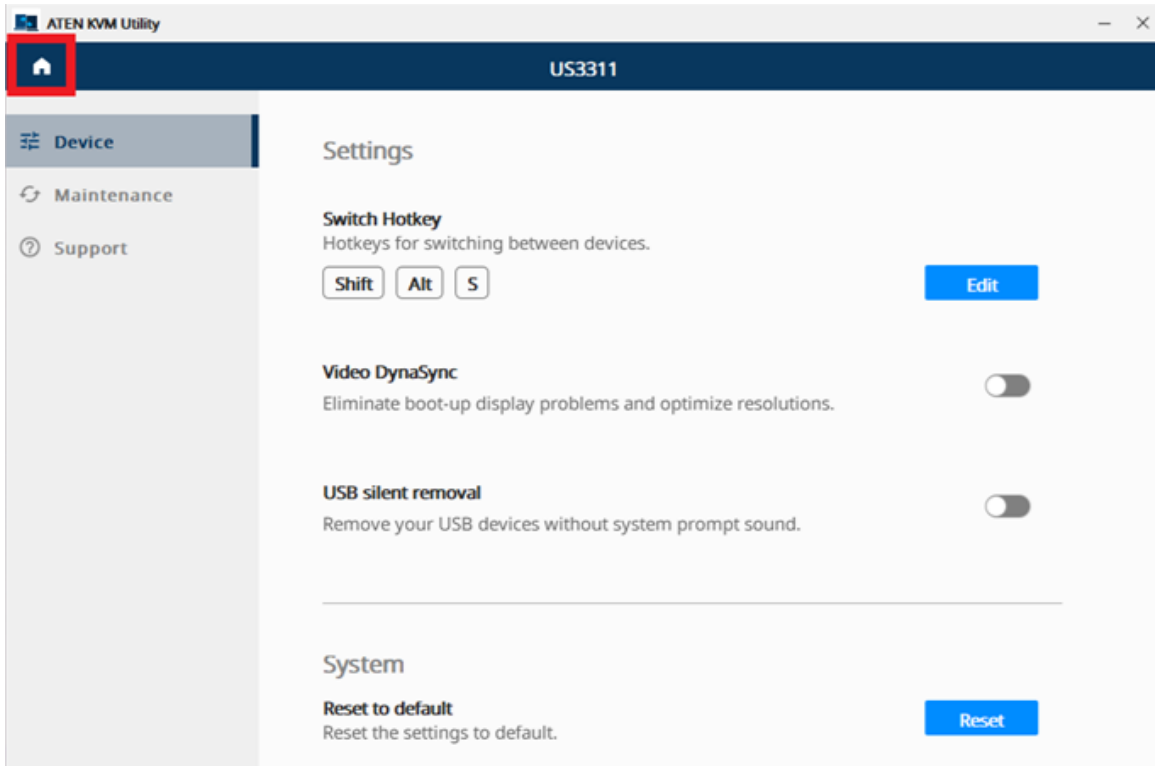 ATEN KVM Utility
US3311
Device
Maintenance
Support
Settings
Switch Hotkey
Hotkeys for switching between devices.
Shift Alt S
Edit
Video DynaSync
Eliminate boot-up display problems and optimize resolutions.
USB silent removal
Remove your USB devices without system prompt sound.
System
Reset to default
Reset the settings to default.
Reset